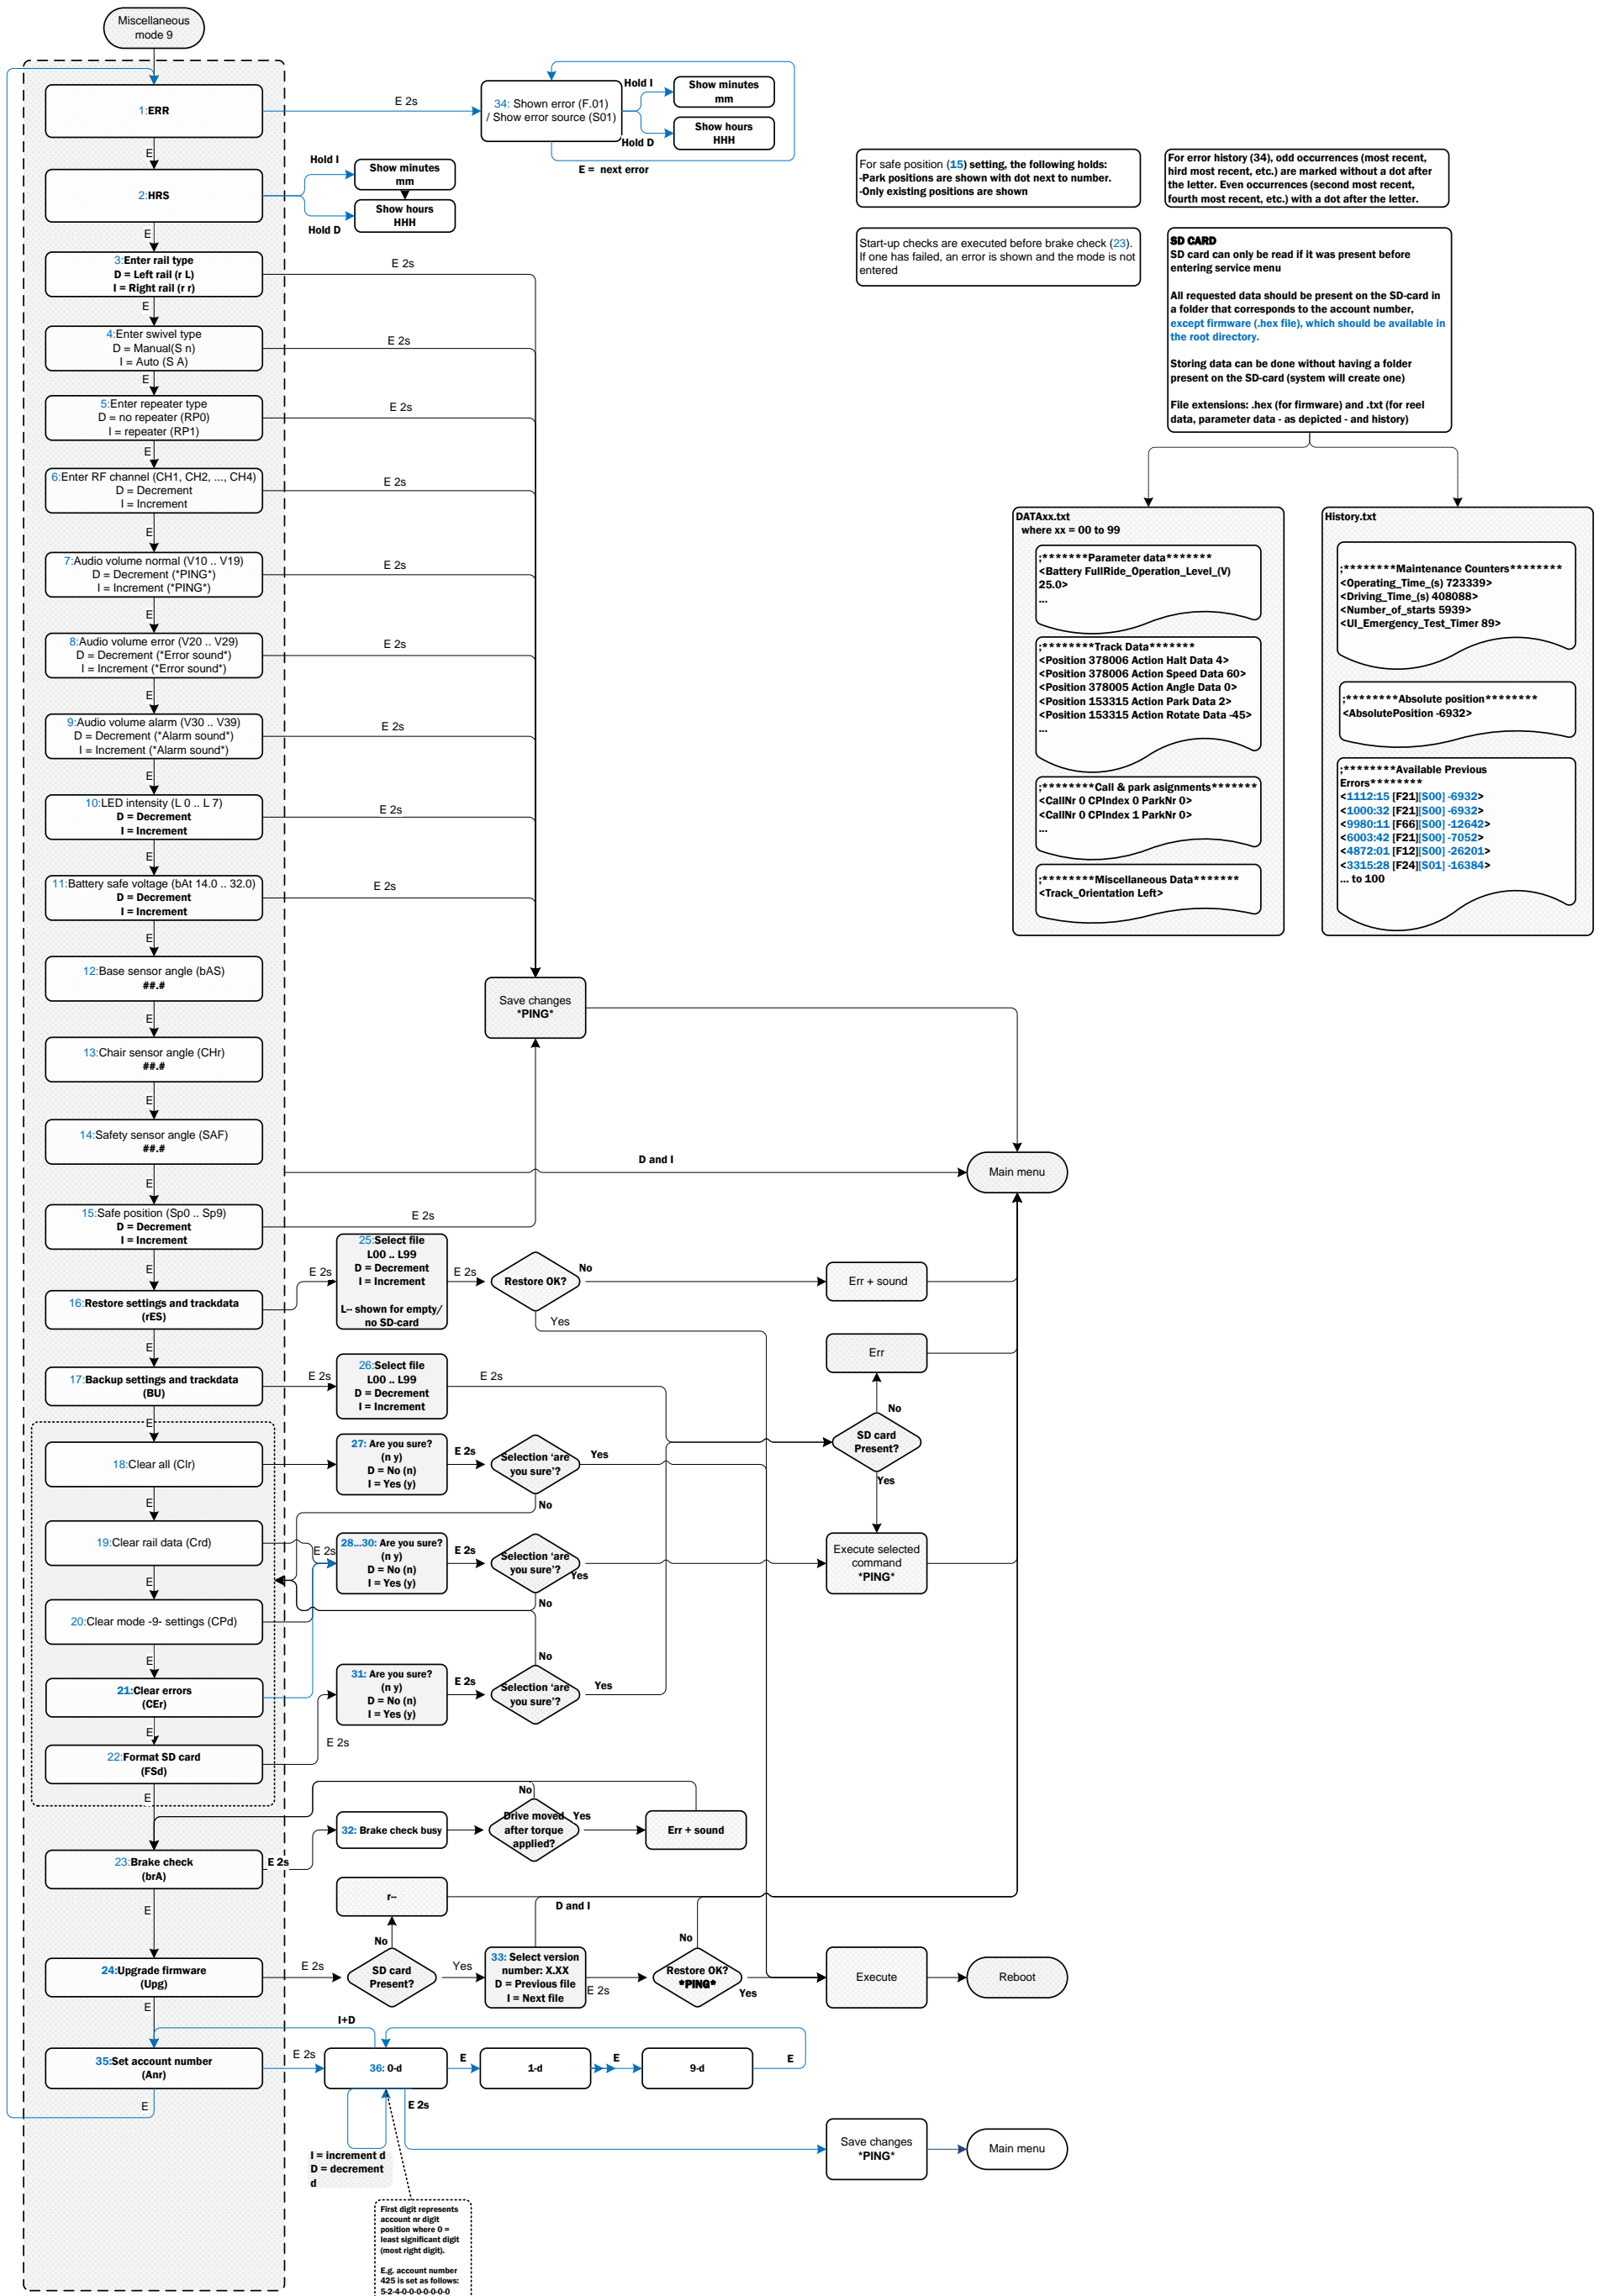 Miscellaneous
mode 9
1:ERR
E 2s
34: Shown error (F.01)
/ Show error source (S01)
Hold I
Show minutes
mm
Hold D
Show hours
HHH
E = next error
E
2:HRS
Hold I
Show minutes
mm
Show hours
HHH
Hold D
E
3:Enter rail type
D = Left rail (r L)
I = Right rail (r r)
E 2s
E
4:Enter swivel type
D = Manual(S n)
I = Auto (S A)
E 2s
E
5:Enter repeater type
D = no repeater (RP0)
I = repeater (RP1)
E 2s
E
6:Enter RF channel (CH1, CH2, ..., CH4)
D = Decrement
I = Increment
E 2s
E
7:Audio volume normal (V10 .. V19)
D = Decrement (*PING*)
I = Increment (*PING*)
E 2s
E
8:Audio volume error (V20 .. V29)
D = Decrement (*Error sound*)
I = Increment (*Error sound*)
E 2s
E
9:Audio volume alarm (V30 .. V39)
D = Decrement (*Alarm sound*)
I = Increment (*Alarm sound*)
E 2s
E
10:LED intensity (L 0 .. L 7)
D = Decrement
I = Increment
E 2s
E
11:Battery safe voltage (bAt 14.0 .. 32.0)
D = Decrement
I = Increment
E 2s
E
12:Base sensor angle (bAS)
##.#
E
13:Chair sensor angle (CHr)
##.#
E
14:Safety sensor angle (SAF)
##.#
E
15:Safe position (Sp0 .. Sp9)
D = Decrement
I = Increment
E 2s
Save changes
*PING*
D and I
Main menu
For safe position (15) setting, the following holds:
-Park positions are shown with dot next to number.
-Only existing positions are shown
For error history (34), odd occurrences (most recent,
hird most recent, etc.) are marked without a dot after
the letter. Even occurrences (second most recent,
fourth most recent, etc.) with a dot after the letter.
Start-up checks are executed before brake check (23).
If one has failed, an error is shown and the mode is not
entered
SD CARD
SD card can only be read if it was present before
entering service menu
All requested data should be present on the SD-card in
a folder that corresponds to the account number,
except firmware (.hex file), which should be available in
the root directory.
Storing data can be done without having a folder
present on the SD-card (system will create one)
File extensions: .hex (for firmware) and .txt (for reel
data, parameter data - as depicted - and history)
DATAxx.txt
where xx = 00 to 99
;*******Parameter data*******
<Battery FullRide_Operation_Level_(V)
25.0>
...
;********Track Data*******
<Position 378006 Action Halt Data 4>
<Position 378006 Action Speed Data 60>
<Position 378005 Action Angle Data 0>
<Position 153315 Action Park Data 2>
<Position 153315 Action Rotate Data -45>
...
;********Call & park asignments*******
<CallNr 0 CPIndex 0 ParkNr 0>
<CallNr 0 CPIndex 1 ParkNr 0>
...
;********Miscellaneous Data*******
<Track_Orientation Left>
History.txt
;********Maintenance Counters********
<Operating_Time_(s) 723339>
<Driving_Time_(s) 408088>
<Number_of_starts 5939>
<UI_Emergency_Test_Timer 89>
;********Absolute position********
<AbsolutePosition -6932>
;********Available Previous
Errors********
<1112:15 [F21][S00] -6932>
<1000:32 [F21][S00] -6932>
<9980:11 [F66][S00] -12642>
<6003:42 [F21][S00] -7052>
<4872:01 [F12][S00] -26201>
<3315:28 [F24][S01] -16384>
... to 100
E
16:Restore settings and trackdata
(rES)
E 2s
25:Select file
L00 .. L99
D = Decrement
I = Increment
L-- shown for empty/
no SD-card
E 2s
Restore OK?
No
Err + sound
Yes
E
17:Backup settings and trackdata
(BU)
E 2s
26:Select file
L00 .. L99
D = Decrement
I = Increment
E 2s
Err
No
SD card
Present?
Yes
Execute selected
command
*PING*
E
18:Clear all (Clr)
27: Are you sure?
(n y)
D = No (n)
I = Yes (y)
E 2s
Selection 'are
you sure'?
Yes
No
E
19:Clear rail data (Crd)
E 2s
28...30: Are you sure?
(n y)
D = No (n)
I = Yes (y)
E 2s
Selection 'are
you sure'?
Yes
No
E
20:Clear mode -9- settings (CPd)
E
21:Clear errors
(CEr)
31: Are you sure?
(n y)
D = No (n)
I = Yes (y)
E 2s
No
Selection 'are
you sure'?
Yes
E
22:Format SD card
(FSd)
E 2s
E
23:Brake check
(brA)
E 2s
32: Brake check busy
No
Drive moved
after torque
applied?
Yes
Err + sound
E
r--
No
D and I
24:Upgrade firmware
(Upg)
E 2s
SD card
Present?
Yes
33: Select version
number: X.XX
D = Previous file
I = Next file
E 2s
No
Restore OK?
*PING*
Yes
Execute
Reboot
E
I+D
35:Set account number
(Anr)
E 2s
36: 0-d
E
1-d
E
9-d
E
E
E 2s
I = increment d
D = decrement
d
Save changes
*PING*
Main menu
First digit represents
account nr digit
position where 0 =
least significant digit
(most right digit).
E.g. account number
425 is set as follows:
5-2-4-0-0-0-0-0-0-0